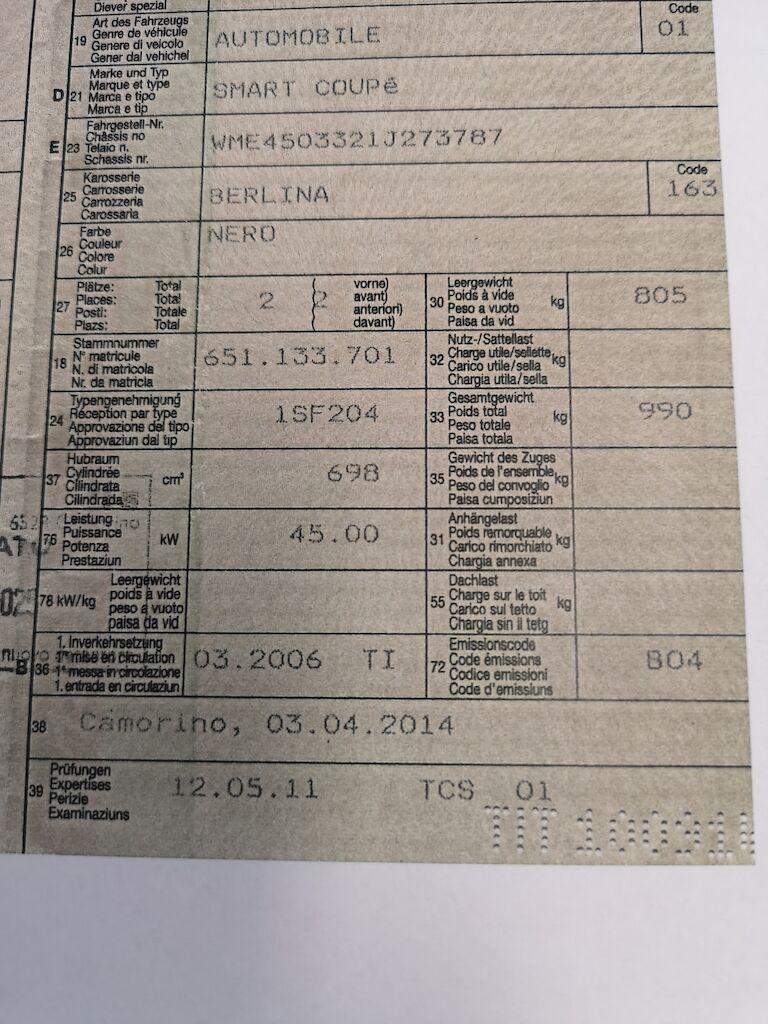 Diever spezial
19 Art des Fahrzeugs
Genre de véhicule
Genere di veicolo
Gener dal vehichel
AUTOMOBILE
Code
01
D 21 Marke und Typ
Marque et type
Marca e tipo
Marca e tip
SMART COUPé
E 23 Fahrgestell-Nr.
Châssis no
Telaio n.
Schassis nr.
WME4503321J273787
25 Karosserie
Carrosserie
Carrozzeria
Carossaria
BERLINA
Code
163
26 Farbe
Couleur
Colore
Colur
NERO
27 Plätze: Total
Places: Total
Posti: Totale
Plazs: Total
2 ( 2 vorne)
avant)
anteriori)
davant)
30 Leergewicht
Poids à vide
Peso a vuoto
Paisa da vid
kg
805
18 Stammnummer
N° matricule
N. di matricola
Nr. da matricla
651.133.701
32 Nutz-/Sattellast
Charge utile/sellette
Carico utile/sella
Chargia utila/sella
kg
24 Typengenehmigung
Réception par type
Approvazione del tipo
Approvaziun dal tip
1SF204
33 Gesamtgewicht
Poids total
Peso totale
Paisa totala
kg
990
37 Hubraum
Cylindrée
Cilindrata
Cilindrada
cm³
698
35 Gewicht des Zuges
Poids de l'ensemble
Peso del convoglio
Paisa cumposiziun
kg
76 Leistung
Puissance
Potenza
Prestaziun
kW
45.00
31 Anhängelast
Poids remorquable
Carico rimorchiato
Chargia annexa
kg
78 kW/kg
Leergewicht
poids à vide
peso a vuoto
paisa da vid
55 Dachlast
Charge sur le toit
Carico sul tetto
Chargia sin il tetg
kg
B 36 1. Inverkehrsetzung
1re mise en circulation
1a messa in circolazione
1. entrada en circulaziun
03.2006 TI
72 Emissionscode
Code émissions
Codice emissioni
Code d'emissiuns
B04
38 Camorino, 03.04.2014
39 Prüfungen
Expertises
Perizie
Examinaziuns
12.05.11 TCS 01